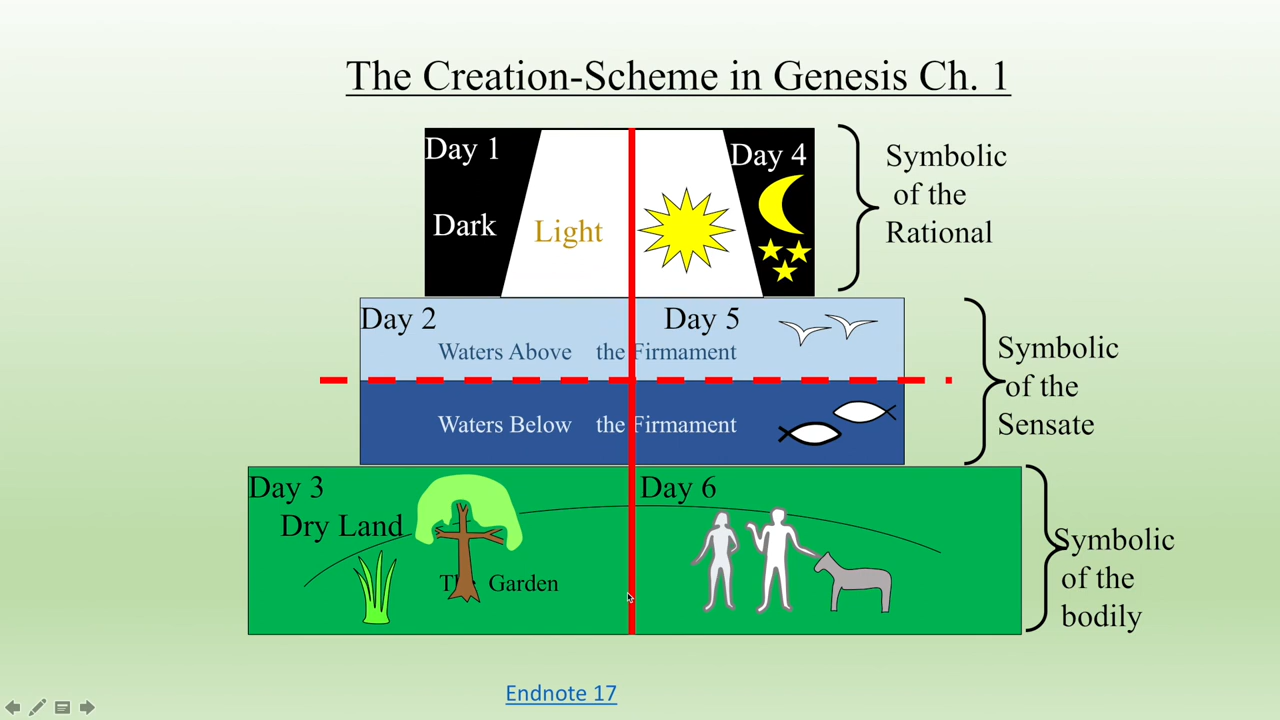 The Creation-Scheme in Genesis Ch. 1
Day 1
Dark
Light
Day 4
Symbolic
of the
Rational
Day 2
Day 5
Waters Above the Firmament
Waters Below the Firmament
Symbolic
of the
Sensate
Day 3
Dry Land
The Garden
Day 6
Symbolic
of the
bodily
Endnote 17